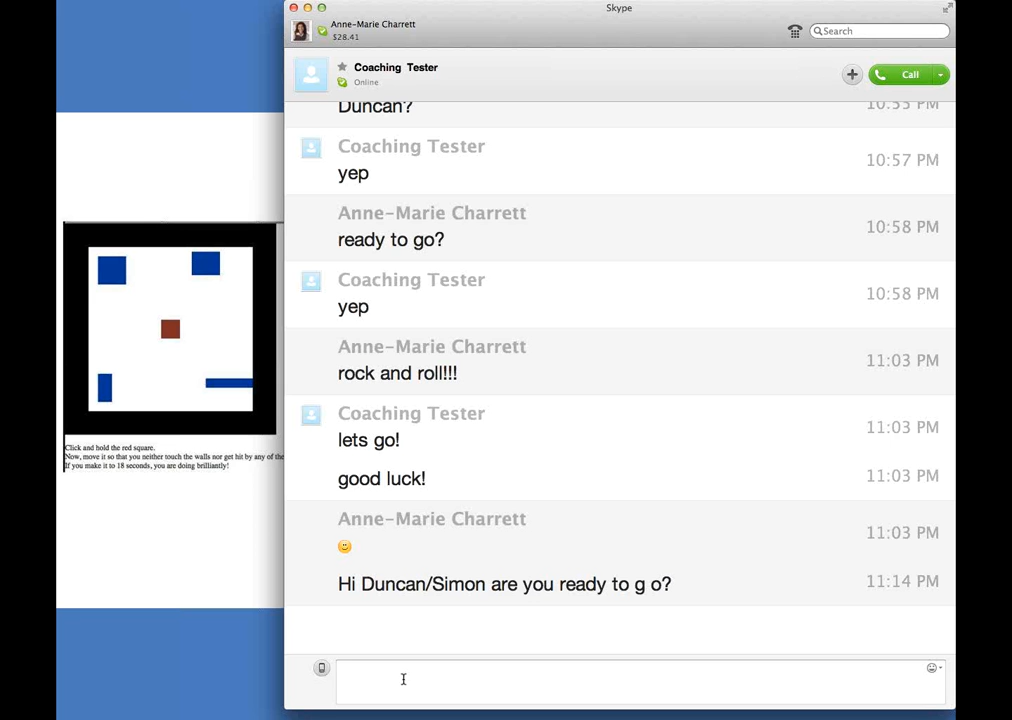 Skype
Anne-Marie Charrett
$28.41
Search
Coaching Tester
Online
Call
Duncan?
10:55 PM
Coaching Tester
yep
10:57 PM
Anne-Marie Charrett
ready to go?
10:58 PM
Coaching Tester
yep
10:58 PM
Anne-Marie Charrett
rock and roll!!!
11:03 PM
Coaching Tester
lets go!
11:03 PM
good luck!
11:03 PM
Anne-Marie Charrett
11:03 PM
Hi Duncan/Simon are you ready to g o?
11:14 PM
Click and hold the red square.
Now, move it so that you neither touch the walls nor get hit by any of the
If you make it to 18 seconds, you are doing brilliantly!